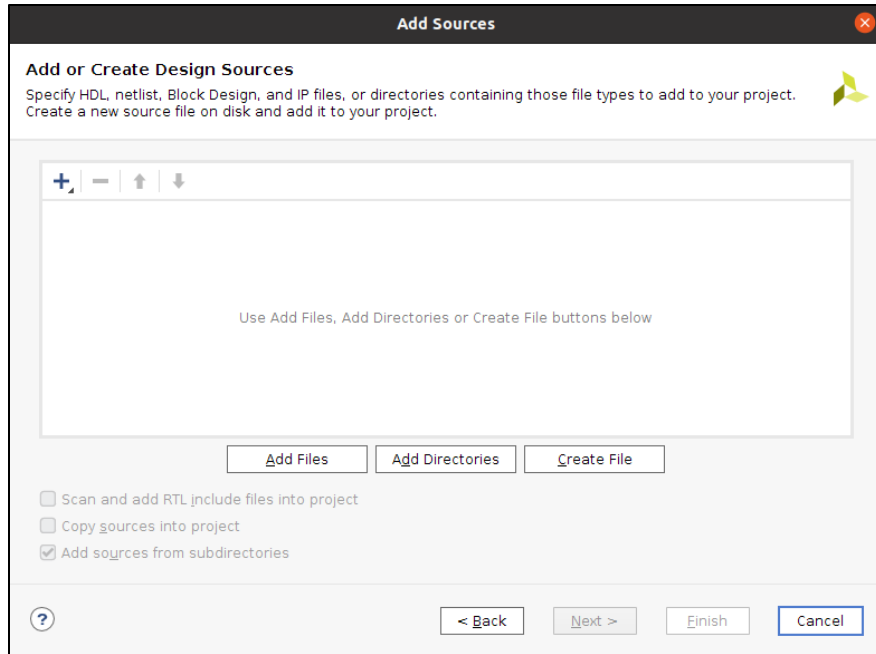 Add Sources
Add or Create Design Sources
Specify HDL, netlist, Block Design, and IP files, or directories containing those file types to add to your project.
Create a new source file on disk and add it to your project.
Use Add Files, Add Directories or Create File buttons below
Add Files
Add Directories
Create File
Scan and add RTL include files into project
Copy sources into project
Add sources from subdirectories
?
< Back
Next >
Finish
Cancel